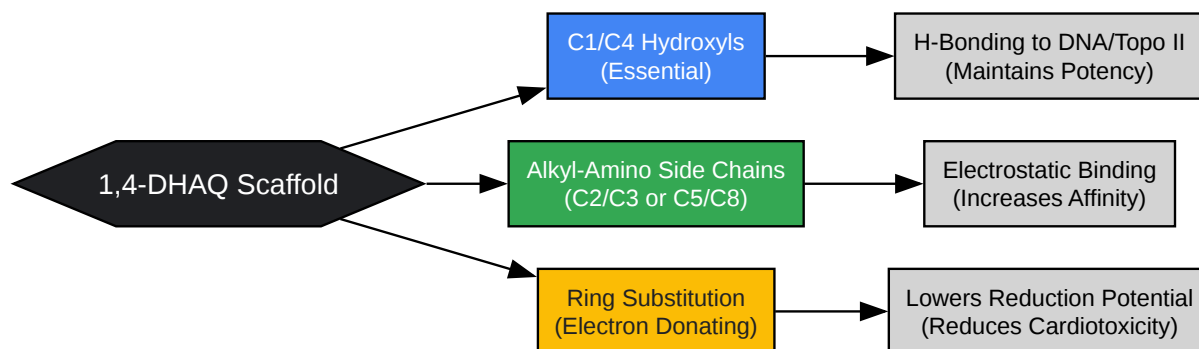 C1/C4 Hydroxyls
(Essential)
H-Bonding to DNA/Topo II
(Maintains Potency)
1,4-DHAQ Scaffold
Alkyl-Amino Side Chains
(C2/C3 or C5/C8)
Electrostatic Binding
(Increases Affinity)
Ring Substitution
(Electron Donating)
Lowers Reduction Potential
(Reduces Cardiotoxicity)